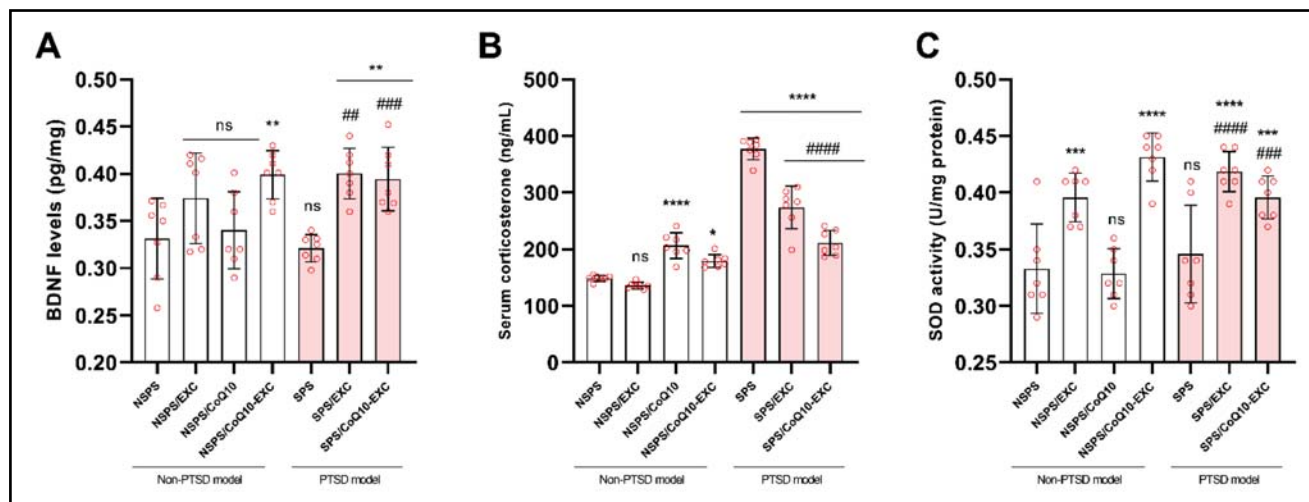 A
BDNF levels (pg/mg)
0.50
0.45
0.40
0.35
0.30
0.25
0.20
ns
**
ns
##
**
###
NSPS
NSPS/EXC
NSPS/CoQ10
NSPS/CoQ10-EXC
SPS
SPS/EXC
SPS/CoQ10-EXC
Non-PTSD model
PTSD model
B
Serum corticosterone (ng/mL)
500
400
300
200
100
0
ns
****
*
****
####
NSPS
NSPS/EXC
NSPS/CoQ10
NSPS/CoQ10-EXC
SPS
SPS/EXC
SPS/CoQ10-EXC
Non-PTSD model
PTSD model
C
SOD activity (U/mg protein)
0.50
0.45
0.40
0.35
0.30
0.25
***
ns
****
ns
****
####
***
###
NSPS
NSPS/EXC
NSPS/CoQ10
NSPS/CoQ10-EXC
SPS
SPS/EXC
SPS/CoQ10-EXC
Non-PTSD model
PTSD model